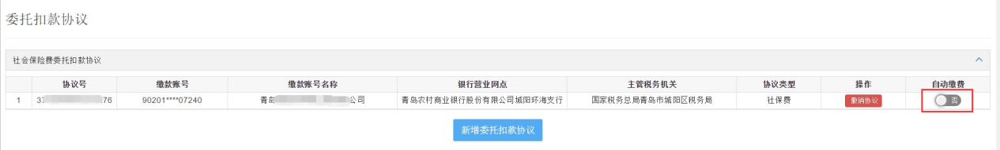 委托扣款协议
社会保险费委托扣款协议
协议号 缴款账号 缴款账号名称 银行营业网点 主管税务机关 协议类型 操作 自动缴费
1 37 76 90201****07240 青岛 公司 青岛农村商业银行股份有限公司城阳环海支行 国家税务总局青岛市城阳区税务局 社保费 撤销协议 否
新增委托扣款协议